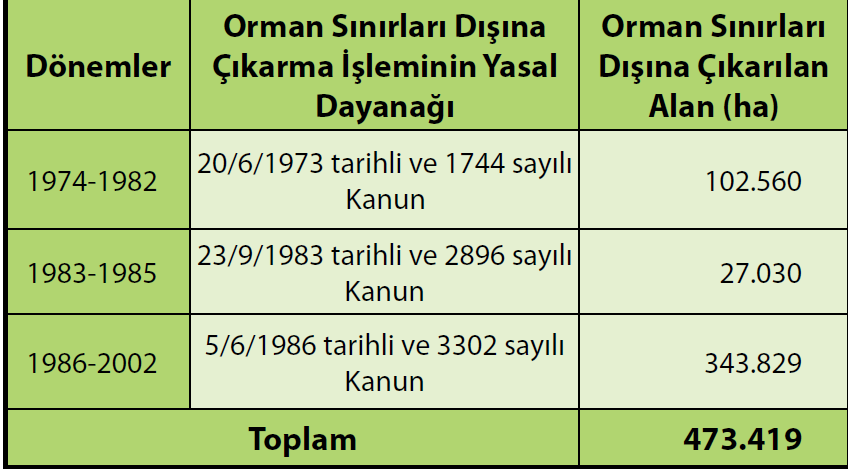 Dönemler
Orman Sınırları Dışına
Çıkarma İşleminin Yasal
Dayanağı
Orman Sınırları
Dışına Çıkarılan
Alan (ha)
1974-1982
20/6/1973 tarihli ve 1744 sayılı
Kanun
102.560
1983-1985
23/9/1983 tarihli ve 2896 sayılı
Kanun
27.030
1986-2002
5/6/1986 tarihli ve 3302 sayılı
Kanun
343.829
Toplam
473.419